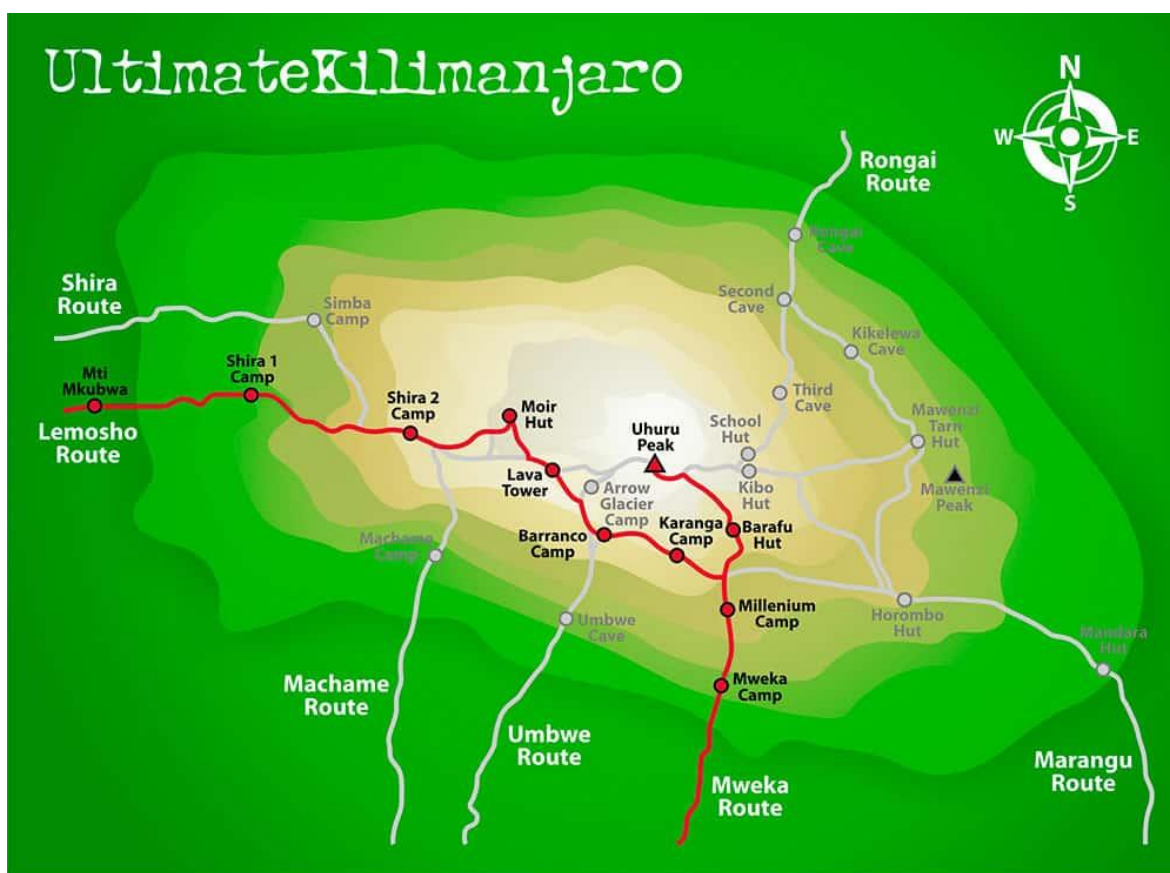 UltimateKilimanjaro
N
W
E
S
Rongai
Route
Rongai
Cave
Shira
Route
Simba
Camp
Second
Cave
Kikelewa
Cave
Mti
Mkubwa
Shira 1
Camp
Shira 2
Camp
Moir
Hut
Third
Cave
Lemosho
Route
Uhuru
Peak
School
Hut
Mawenzi
Tarn
Hut
Lava
Tower
Arrow
Glacier
Camp
Kibo
Hut
Mawenzi
Peak
Machame
Camp
Barranco
Camp
Karanga
Camp
Barafu
Hut
Umbwe
Cave
Millenium
Camp
Horombo
Hut
Mandara
Hut
Machame
Route
Mweka
Camp
Umbwe
Route
Mweka
Route
Marangu
Route